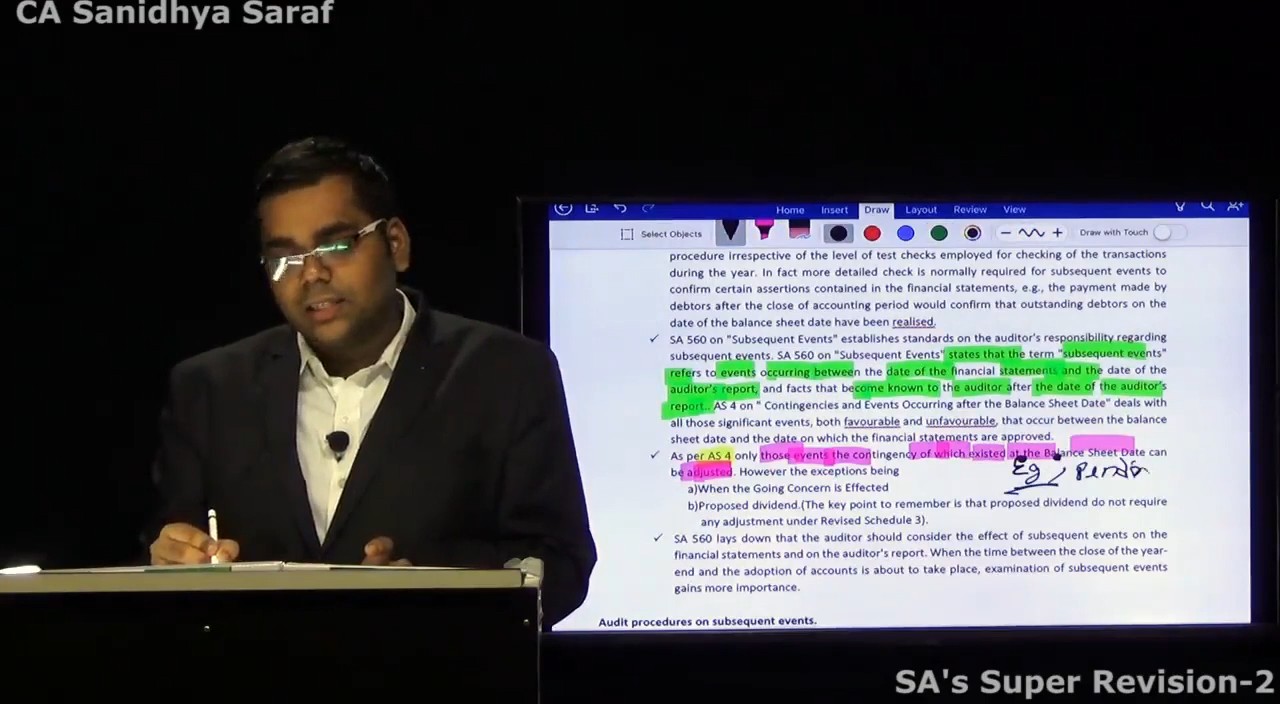 CA Sanidhya Saraf
Home Insert Draw Layout Review View
Select Objects
Draw with Touch
procedure irrespective of the level of test checks employed for checking of the transactions
during the year. In fact more detailed check is normally required for subsequent events to
confirm certain assertions contained in the financial statements, e.g., the payment made by
debtors after the close of accounting period would confirm that outstanding debtors on the
date of the balance sheet date have been realised.
✓ SA 560 on "Subsequent Events" establishes standards on the auditor's responsibility regarding
subsequent events. SA 560 on "Subsequent Events" states that the term "subsequent events"
refers to events occurring between the date of the financial statements and the date of the
auditor's report, and facts that become known to the auditor after the date of the auditor's
report.. AS 4 on " Contingencies and Events Occurring after the Balance Sheet Date" deals with
all those significant events, both favourable and unfavourable, that occur between the balance
sheet date and the date on which the financial statements are approved.
✓ As per AS 4 only those events the contingency of which existed at the Balance Sheet Date can
be adjusted. However the exceptions being
Eg
a)When the Going Concern is Effected
b)Proposed dividend.(The key point to remember is that proposed dividend do not require
any adjustment under Revised Schedule 3).
✓ SA 560 lays down that the auditor should consider the effect of subsequent events on the
financial statements and on the auditor's report. When the time between the close of the year-
end and the adoption of accounts is about to take place, examination of subsequent events
gains more importance.
Audit procedures on subsequent events.
SA's Super Revision-2